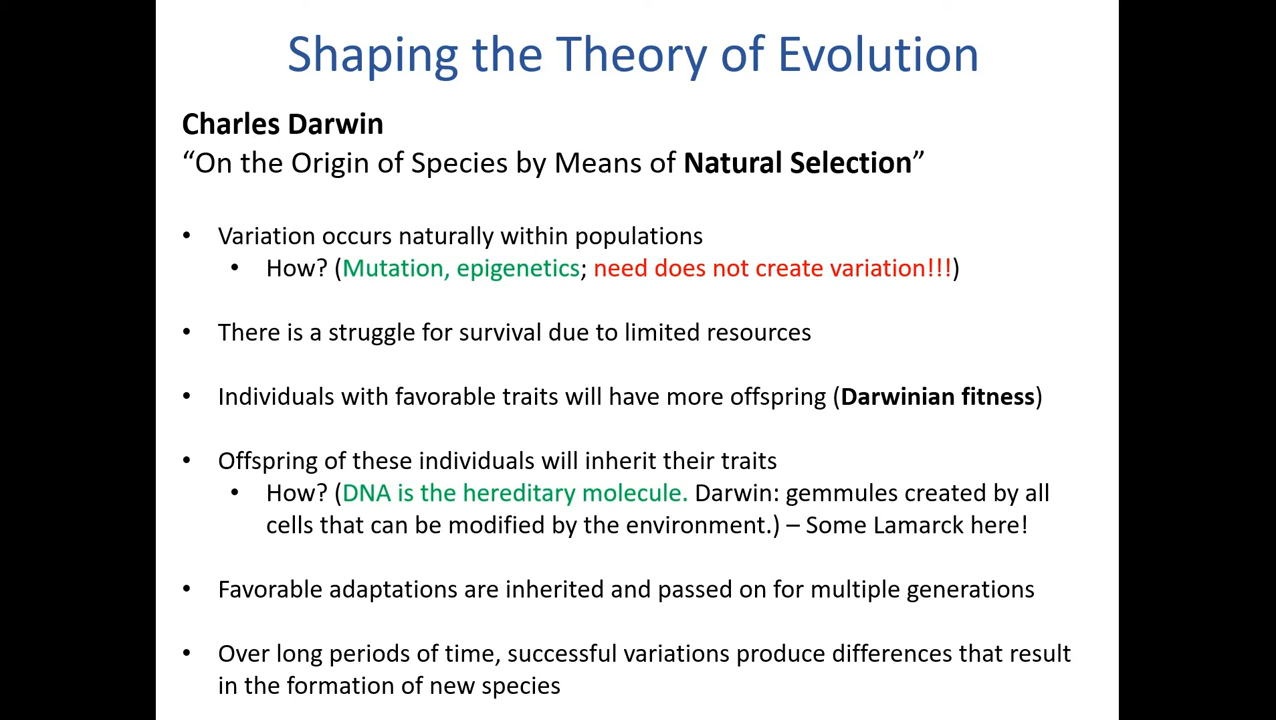 Shaping the Theory of Evolution
Charles Darwin
“On the Origin of Species by Means of Natural Selection”
• Variation occurs naturally within populations
• How? (Mutation, epigenetics; need does not create variation!!!)
• There is a struggle for survival due to limited resources
• Individuals with favorable traits will have more offspring (Darwinian fitness)
• Offspring of these individuals will inherit their traits
• How? (DNA is the hereditary molecule. Darwin: gemmules created by all
cells that can be modified by the environment.) – Some Lamarck here!
• Favorable adaptations are inherited and passed on for multiple generations
• Over long periods of time, successful variations produce differences that result
in the formation of new species